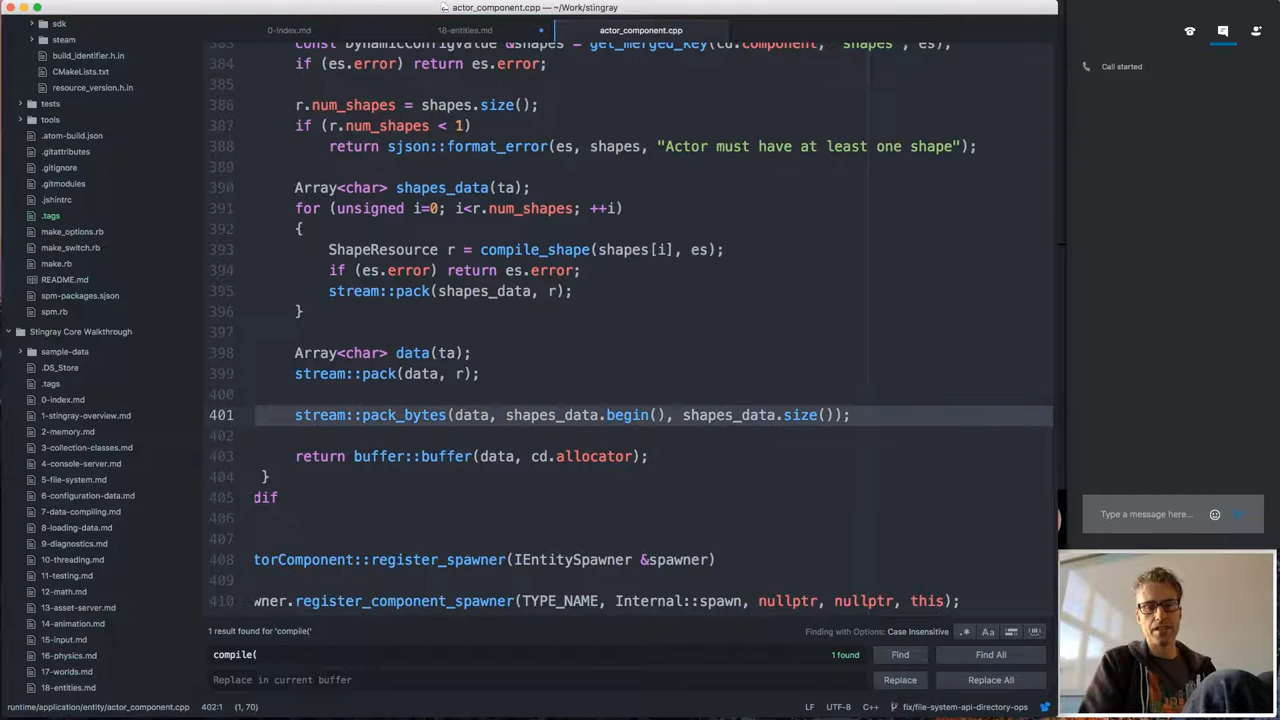 actor_component.cpp — ~/Work/stingray
0-index.md
18-entities.md
actor_component.cpp
sdk
steam
build_identifier.h.in
CMakeLists.txt
resource_version.h.in
tests
tools
.atom-build.json
.gitattributes
.gitignore
.gitmodules
.jshintrc
.tags
make_options.rb
make_switch.rb
make.rb
README.md
spm-packages.sjson
spm.rb
Stingray Core Walkthrough
sample-data
.DS_Store
.tags
0-index.md
1-stingray-overview.md
2-memory.md
3-collection-classes.md
4-console-server.md
5-file-system.md
6-configuration-data.md
7-data-compiling.md
8-loading-data.md
9-diagnostics.md
10-threading.md
11-testing.md
12-math.md
13-asset-server.md
14-animation.md
15-input.md
16-physics.md
17-worlds.md
18-entities.md
383 const DynamicConfigValue &shapes = get_merged_key(cd.component, "shapes", es);
384 if (es.error) return es.error;
385
386 r.num_shapes = shapes.size();
387 if (r.num_shapes < 1)
388 return sjson::format_error(es, shapes, "Actor must have at least one shape");
389
390 Array<char> shapes_data(ta);
391 for (unsigned i=0; i<r.num_shapes; ++i)
392 {
393 ShapeResource r = compile_shape(shapes[i], es);
394 if (es.error) return es.error;
395 stream::pack(shapes_data, r);
396 }
397
398 Array<char> data(ta);
399 stream::pack(data, r);
400
401 stream::pack_bytes(data, shapes_data.begin(), shapes_data.size());
402
403 return buffer::buffer(data, cd.allocator);
404 }
405 dif
406
407
408 torComponent::register_spawner(IEntitySpawner &spawner)
409
410 wner.register_component_spawner(TYPE_NAME, Internal::spawn, nullptr, nullptr, this);
1 result found for 'compile('
Finding with Options: Case Insensitive
.*
Aa
compile(
1 found
Find
Find All
Replace in current buffer
Replace
Replace All
runtime/application/entity/actor_component.cpp 402:1 (1, 70)
LF UTF-8 C++ fix/file-system-api-directory-ops
Call started
Type a message here...